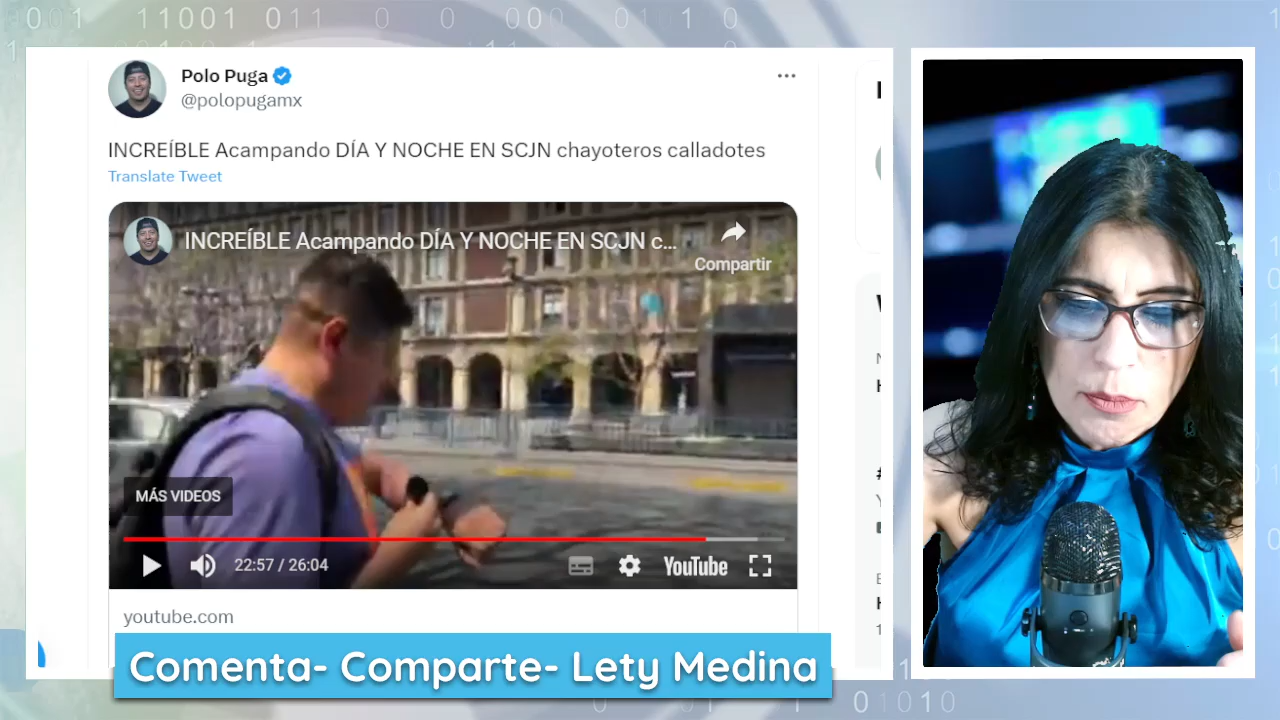 Polo Puga
@polopugamx
INCREÍBLE Acampando DÍA Y NOCHE EN SCJN chayoteros calladotes
Translate Tweet
INCREÍBLE Acampando DÍA Y NOCHE EN SCJN c...
Compartir
MÁS VIDEOS
22:57 / 26:04
YouTube
youtube.com
Comenta- Comparte- Lety Medina